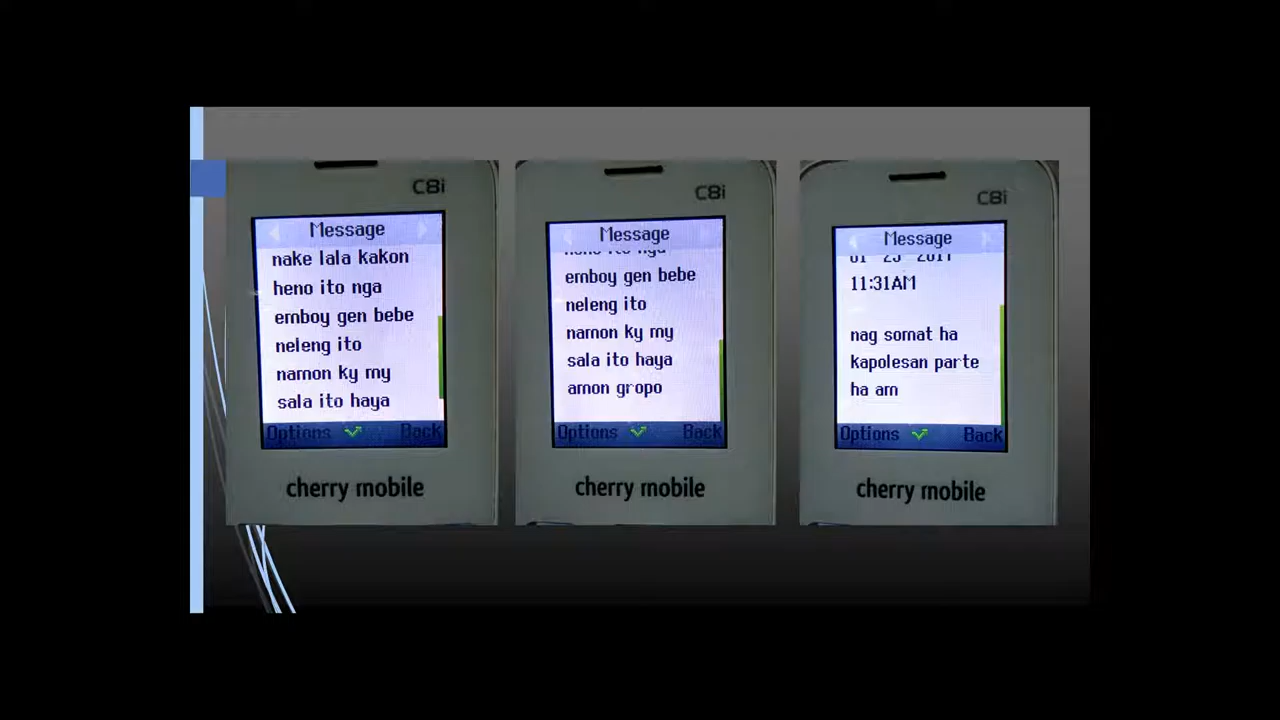 C8i
Message
nake lala kakon
heno ito nga
emboy gen bebe
neleng ito
namon ky my
sala ito haya
Options Back
cherry mobile
C8i
Message
heno ito nga
emboy gen bebe
neleng ito
namon ky my
sala ito haya
amon gropo
Options Back
cherry mobile
C8i
Message
11:31AM
nag somat ha
kapolesan parte
ha am
Options Back
cherry mobile